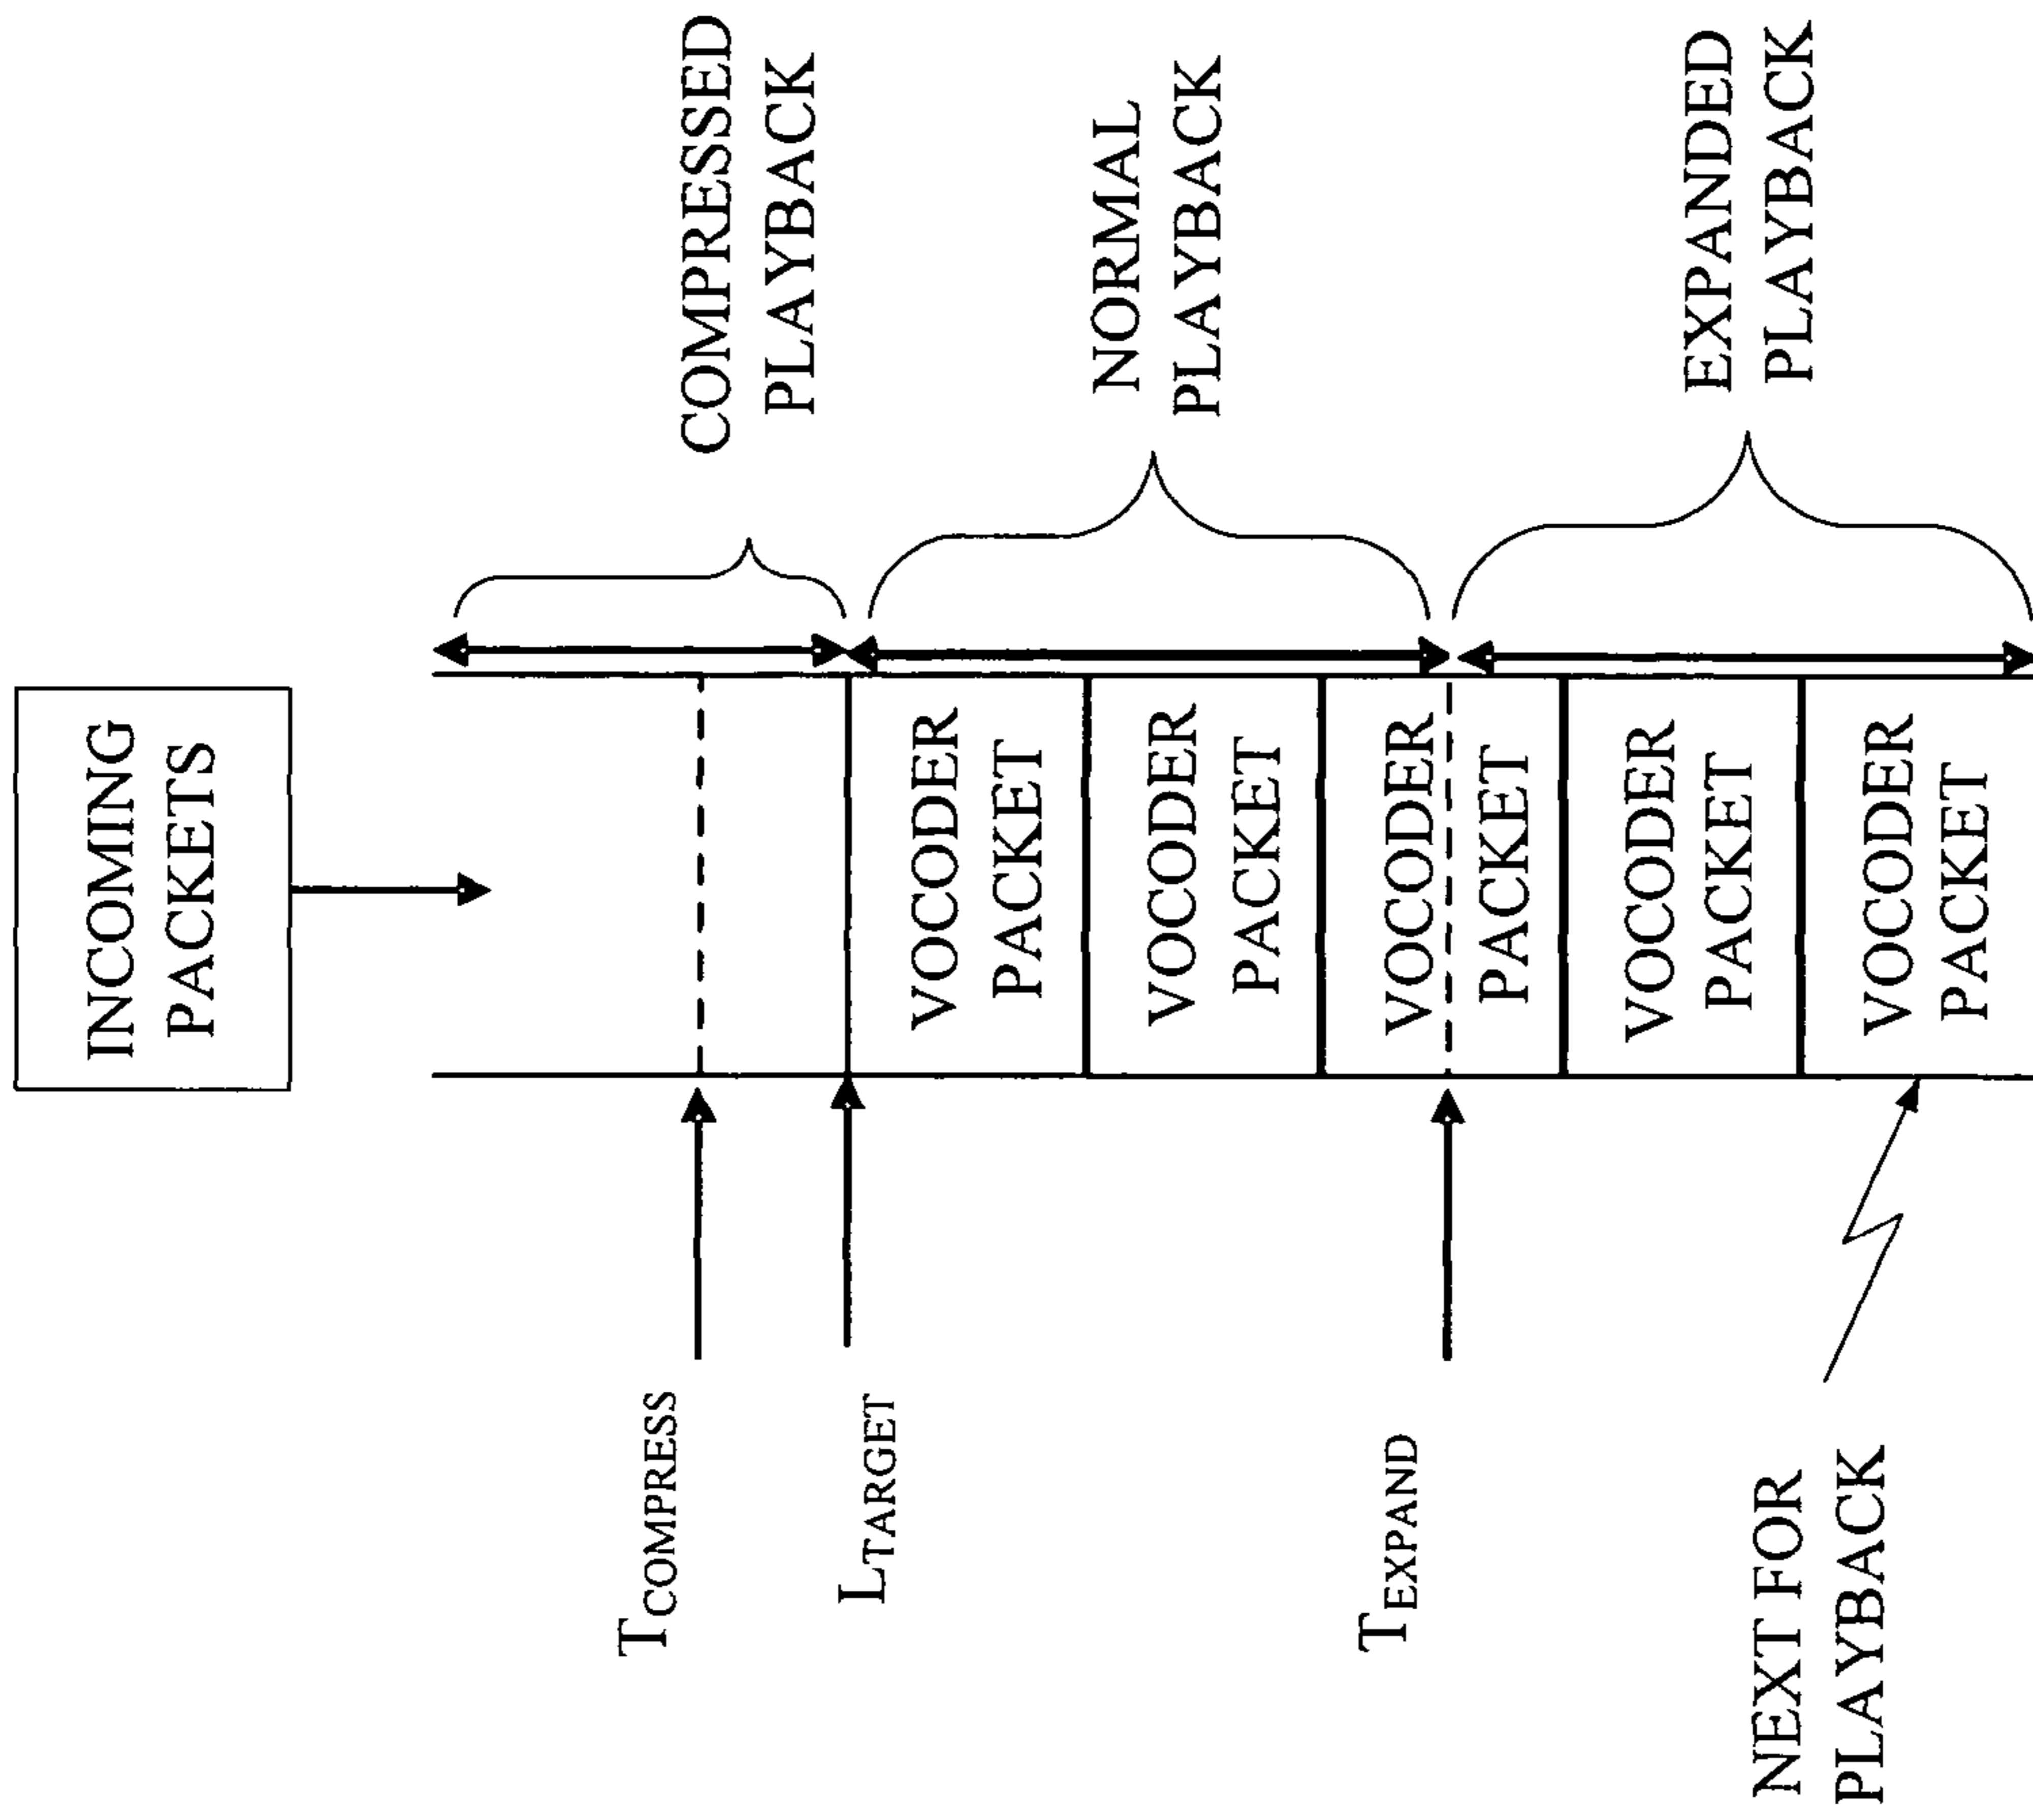 INCOMING
PACKETS
COMPRESSED
PLAYBACK
NORMAL
PLAYBACK
EXPANDED
PLAYBACK
VOCODER
PACKET
VOCODER
PACKET
VOCODER
PACKET
VOCODER
PACKET
VOCODER
PACKET
TCOMPRESS
LTARGET
TEXPAND
NEXT FOR
PLAYBACK